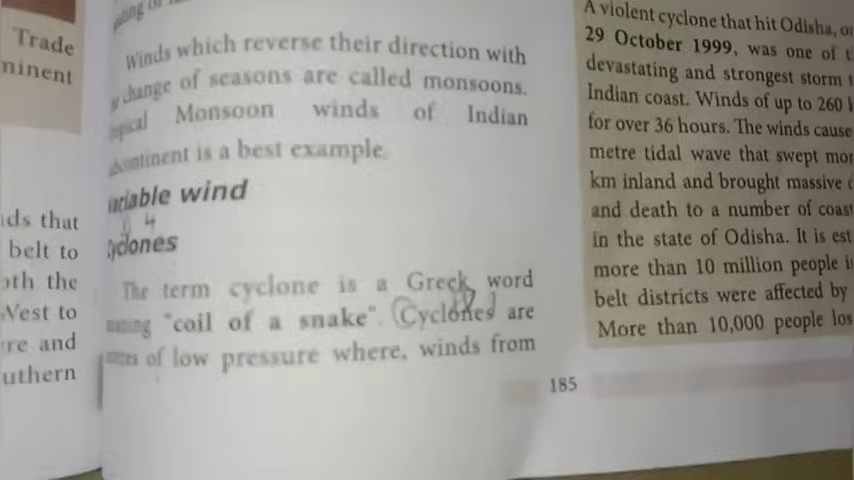 Trade
ninent
ds that
belt to
oth the
West to
re and
uthern
Winds which reverse their direction with
change of seasons are called monsoons.
Monsoon winds of Indian
is a best example.
wind
4
Cyclones
The term cyclone is a Greek word
"coil of a snake". Cyclones are
of low pressure where, winds from
185
A violent cyclone that hit Odisha, on
29 October 1999, was one of t
devastating and strongest storm
Indian coast. Winds of up to 260
for over 36 hours. The winds cause
metre tidal wave that swept mor
km inland and brought massive
and death to a number of coast
in the state of Odisha. It is est
more than 10 million people i
belt districts were affected by
More than 10,000 people los